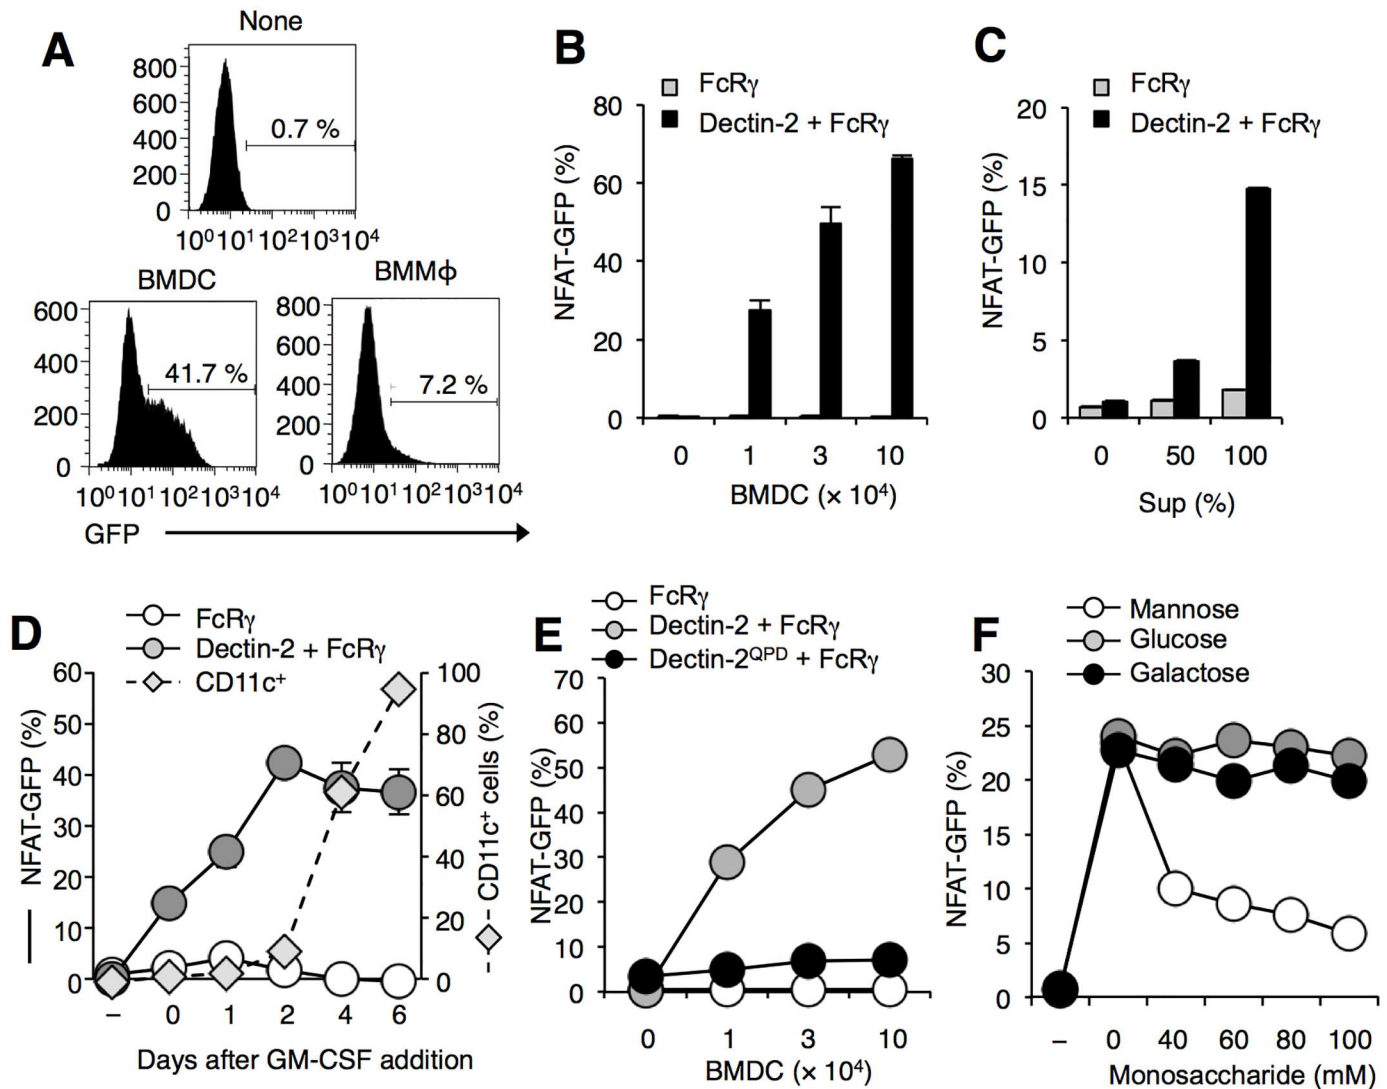 A
None
800
600
400
200
0
0.7 %
10⁰10¹10²10³10⁴
BMDC
600
400
200
0
41.7 %
10⁰10¹10²10³10⁴
BMMϕ
800
600
400
200
0
7.2 %
10⁰10¹10²10³10⁴
GFP
B
FcRγ
Dectin-2 + FcRγ
NFAT-GFP (%)
80
60
40
20
0
0 1 3 10
BMDC (× 10⁴)
C
FcRγ
Dectin-2 + FcRγ
NFAT-GFP (%)
20
15
10
5
0
0 50 100
Sup (%)
D
FcRγ
Dectin-2 + FcRγ
CD11c⁺
NFAT-GFP (%)
60
50
40
30
20
10
0
100
80
60
40
20
0
CD11c⁺ cells (%)
– 0 1 2 4 6
Days after GM-CSF addition
E
FcRγ
Dectin-2 + FcRγ
Dectin-2QPD + FcRγ
NFAT-GFP (%)
70
60
50
40
30
20
10
0
0 1 3 10
BMDC (× 10⁴)
F
Mannose
Glucose
Galactose
NFAT-GFP (%)
30
25
20
15
10
5
0
– 0 40 60 80 100
Monosaccharide (mM)